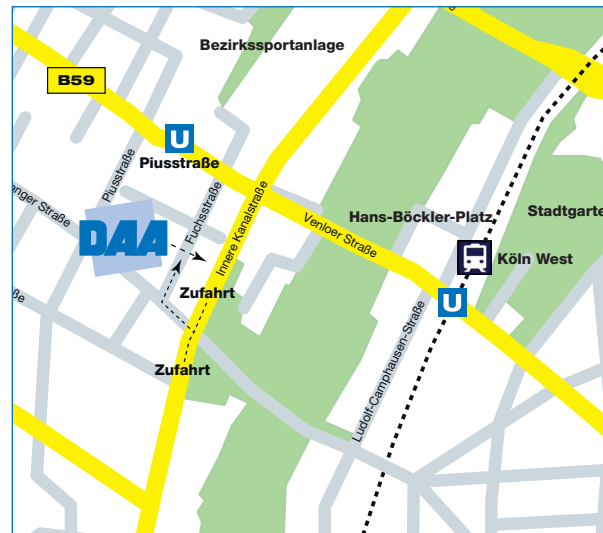 Bezirkssportanlage
B59
U
Piusstraße
Piusstraße
Fuchsstraße
Innere Kanalstraße
DAA
Venloer Straße
Hans-Böckler-Platz
Stadtgarte
Köln West
U
anger Straße
Zufahrt
Zufahrt
Ludolf-Camphausen-Straße
ße